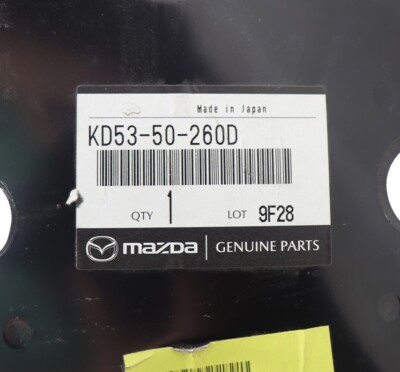 Made in Japan
KD53-50-260D
QTY 1 LOT 9F28
mazda GENUINE PARTS